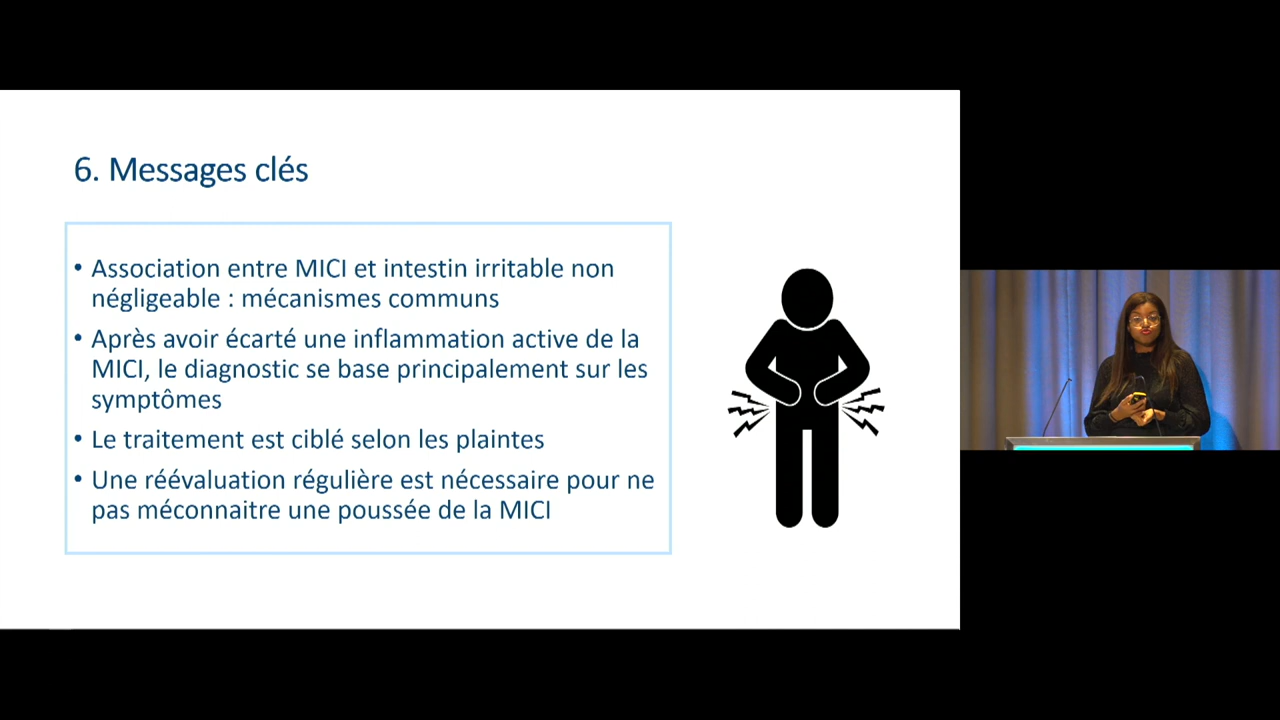 6. Messages clés
• Association entre MICI et intestin irritable non
négligeable : mécanismes communs
• Après avoir écarté une inflammation active de la
MICI, le diagnostic se base principalement sur les
symptômes
• Le traitement est ciblé selon les plaintes
• Une réévaluation régulière est nécessaire pour ne
pas méconnaitre une poussée de la MICI